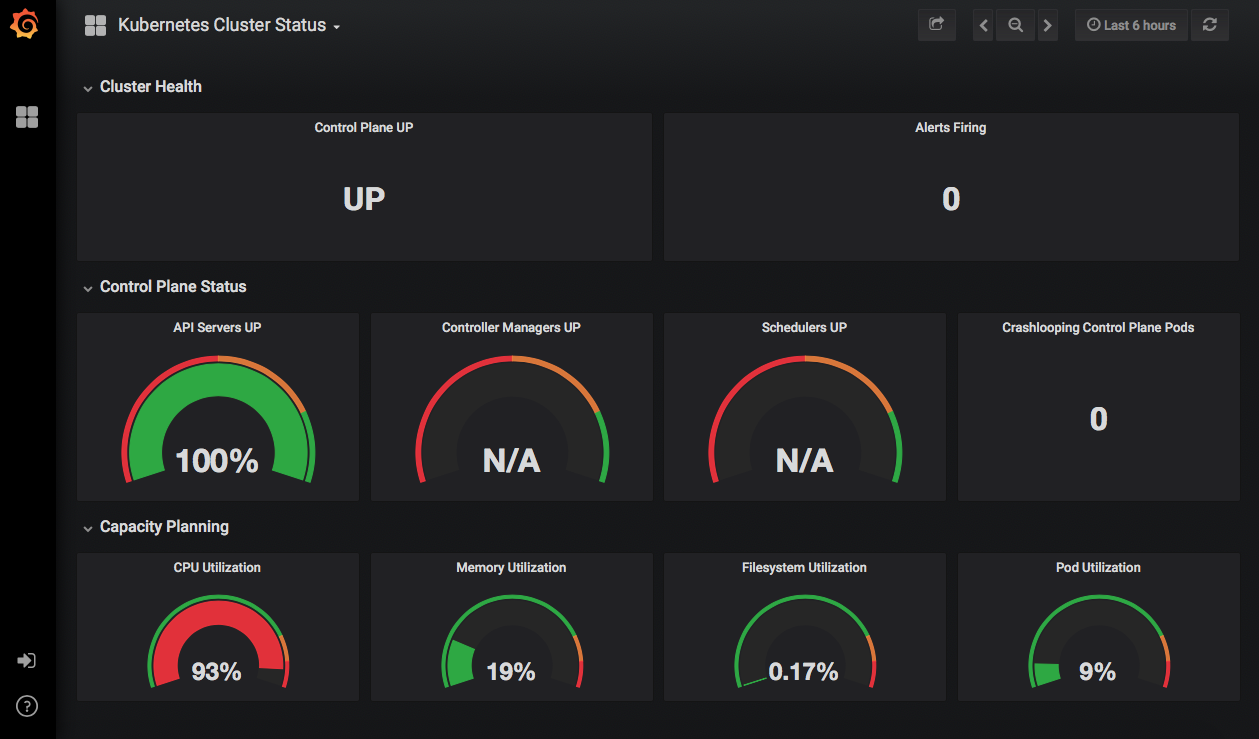 Kubernetes Cluster Status
Last 6 hours
Cluster Health
Control Plane UP
Alerts Firing
UP
0
Control Plane Status
API Servers UP
Controller Managers UP
Schedulers UP
Crashlooping Control Plane Pods
100%
N/A
N/A
0
Capacity Planning
CPU Utilization
Memory Utilization
Filesystem Utilization
Pod Utilization
93%
19%
0.17%
9%
?